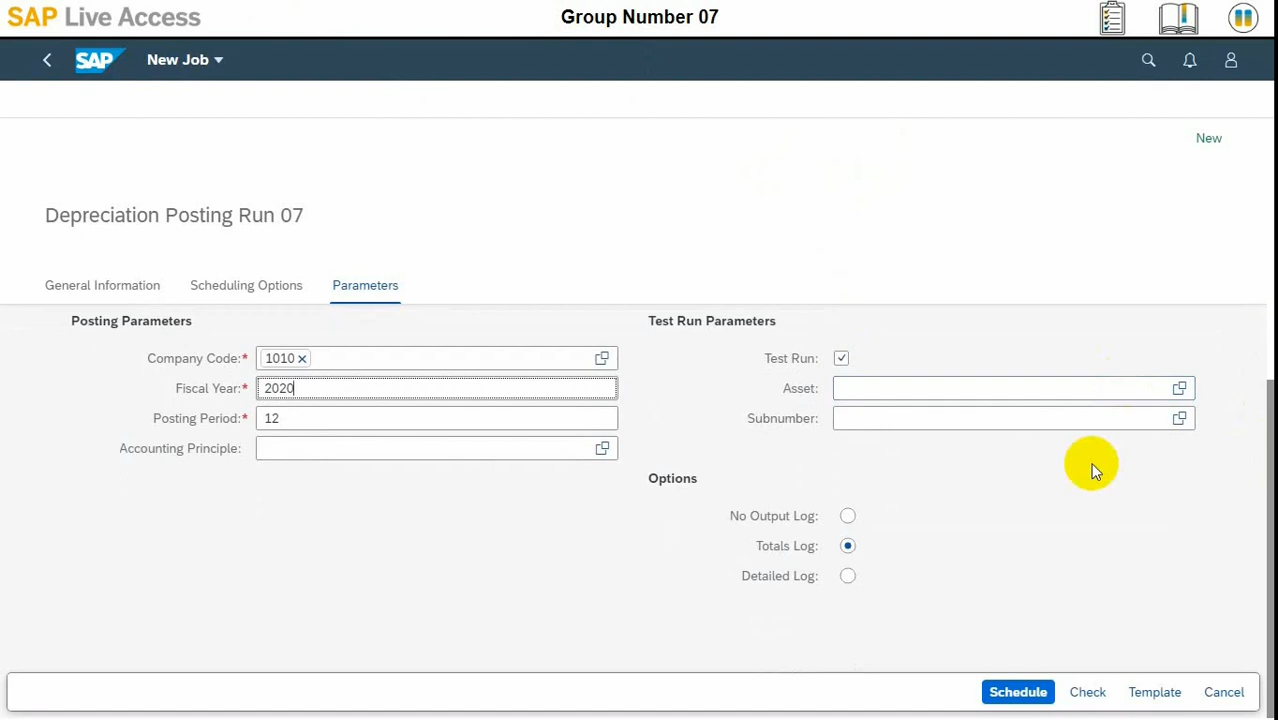 SAP Live Access
Group Number 07
SAP New Job
New
Depreciation Posting Run 07
General Information Scheduling Options Parameters
Posting Parameters
Company Code:* 1010
Fiscal Year:* 2020
Posting Period:* 12
Accounting Principle:
Test Run Parameters
Test Run:
Asset:
Subnumber:
Options
No Output Log:
Totals Log:
Detailed Log:
Schedule Check Template Cancel